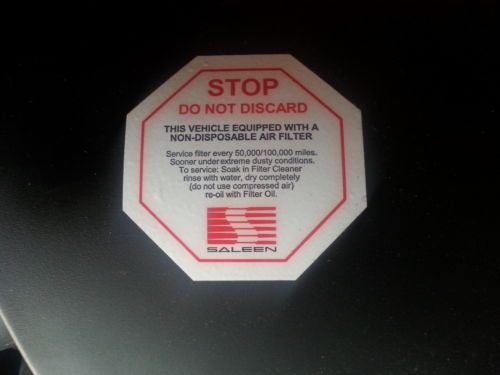 STOP
DO NOT DISCARD
THIS VEHICLE EQUIPPED WITH A
NON-DISPOSABLE AIR FILTER
Service filter every 50,000/100,000 miles.
Sooner under extreme dusty conditions.
To service: Soak in Filter Cleaner
rinse with water, dry completely
(do not use compressed air)
re-oil with Filter Oil.
SALEEN